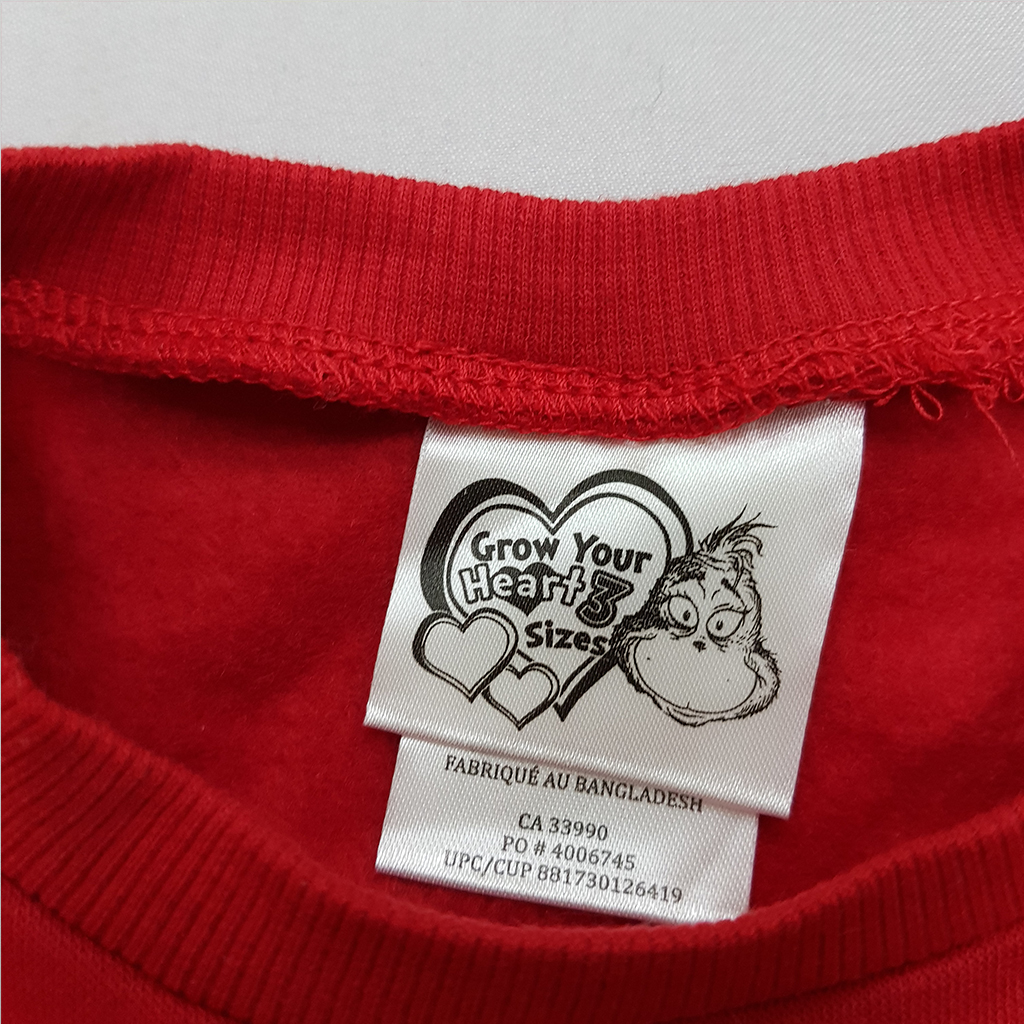 Grow Your
Heart 3
Sizes
FABRIQUÉ AU BANGLADESH
CA 33990
PO # 4006745
UPC/CUP 881730126419